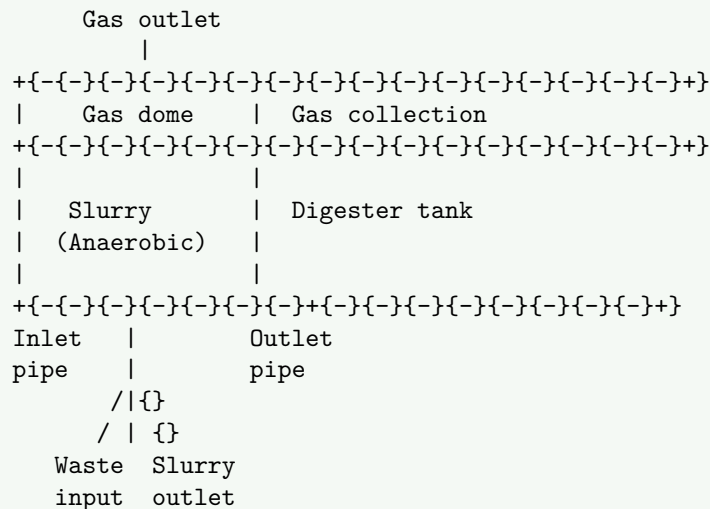 Gas outlet
|
+{-{-}{-}{-}{-}{-}{-}{-}{-}{-}{-}{-}{-}{-}{-}{-}+}
|    Gas dome    |  Gas collection
+{-{-}{-}{-}{-}{-}{-}{-}{-}{-}{-}{-}{-}{-}{-}{-}+}
|                |
|   Slurry       |  Digester tank
|  (Anaerobic)   |
|                |
+{-{-}{-}{-}{-}{-}{-}+{-}{-}{-}{-}{-}{-}{-}{-}+}
Inlet   |        Outlet
pipe    |        pipe
/|{}
/ | {}
Waste  Slurry
input  outlet